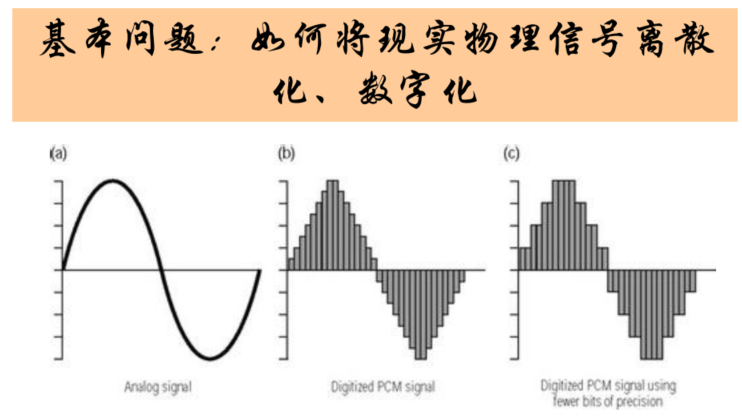 基本问题：如何将现实物理信号离散
化、数字化
(a)
(b)
(c)
Analog signal
Digitized PCM signal
Digitized PCM signal using
fewer bits of precision